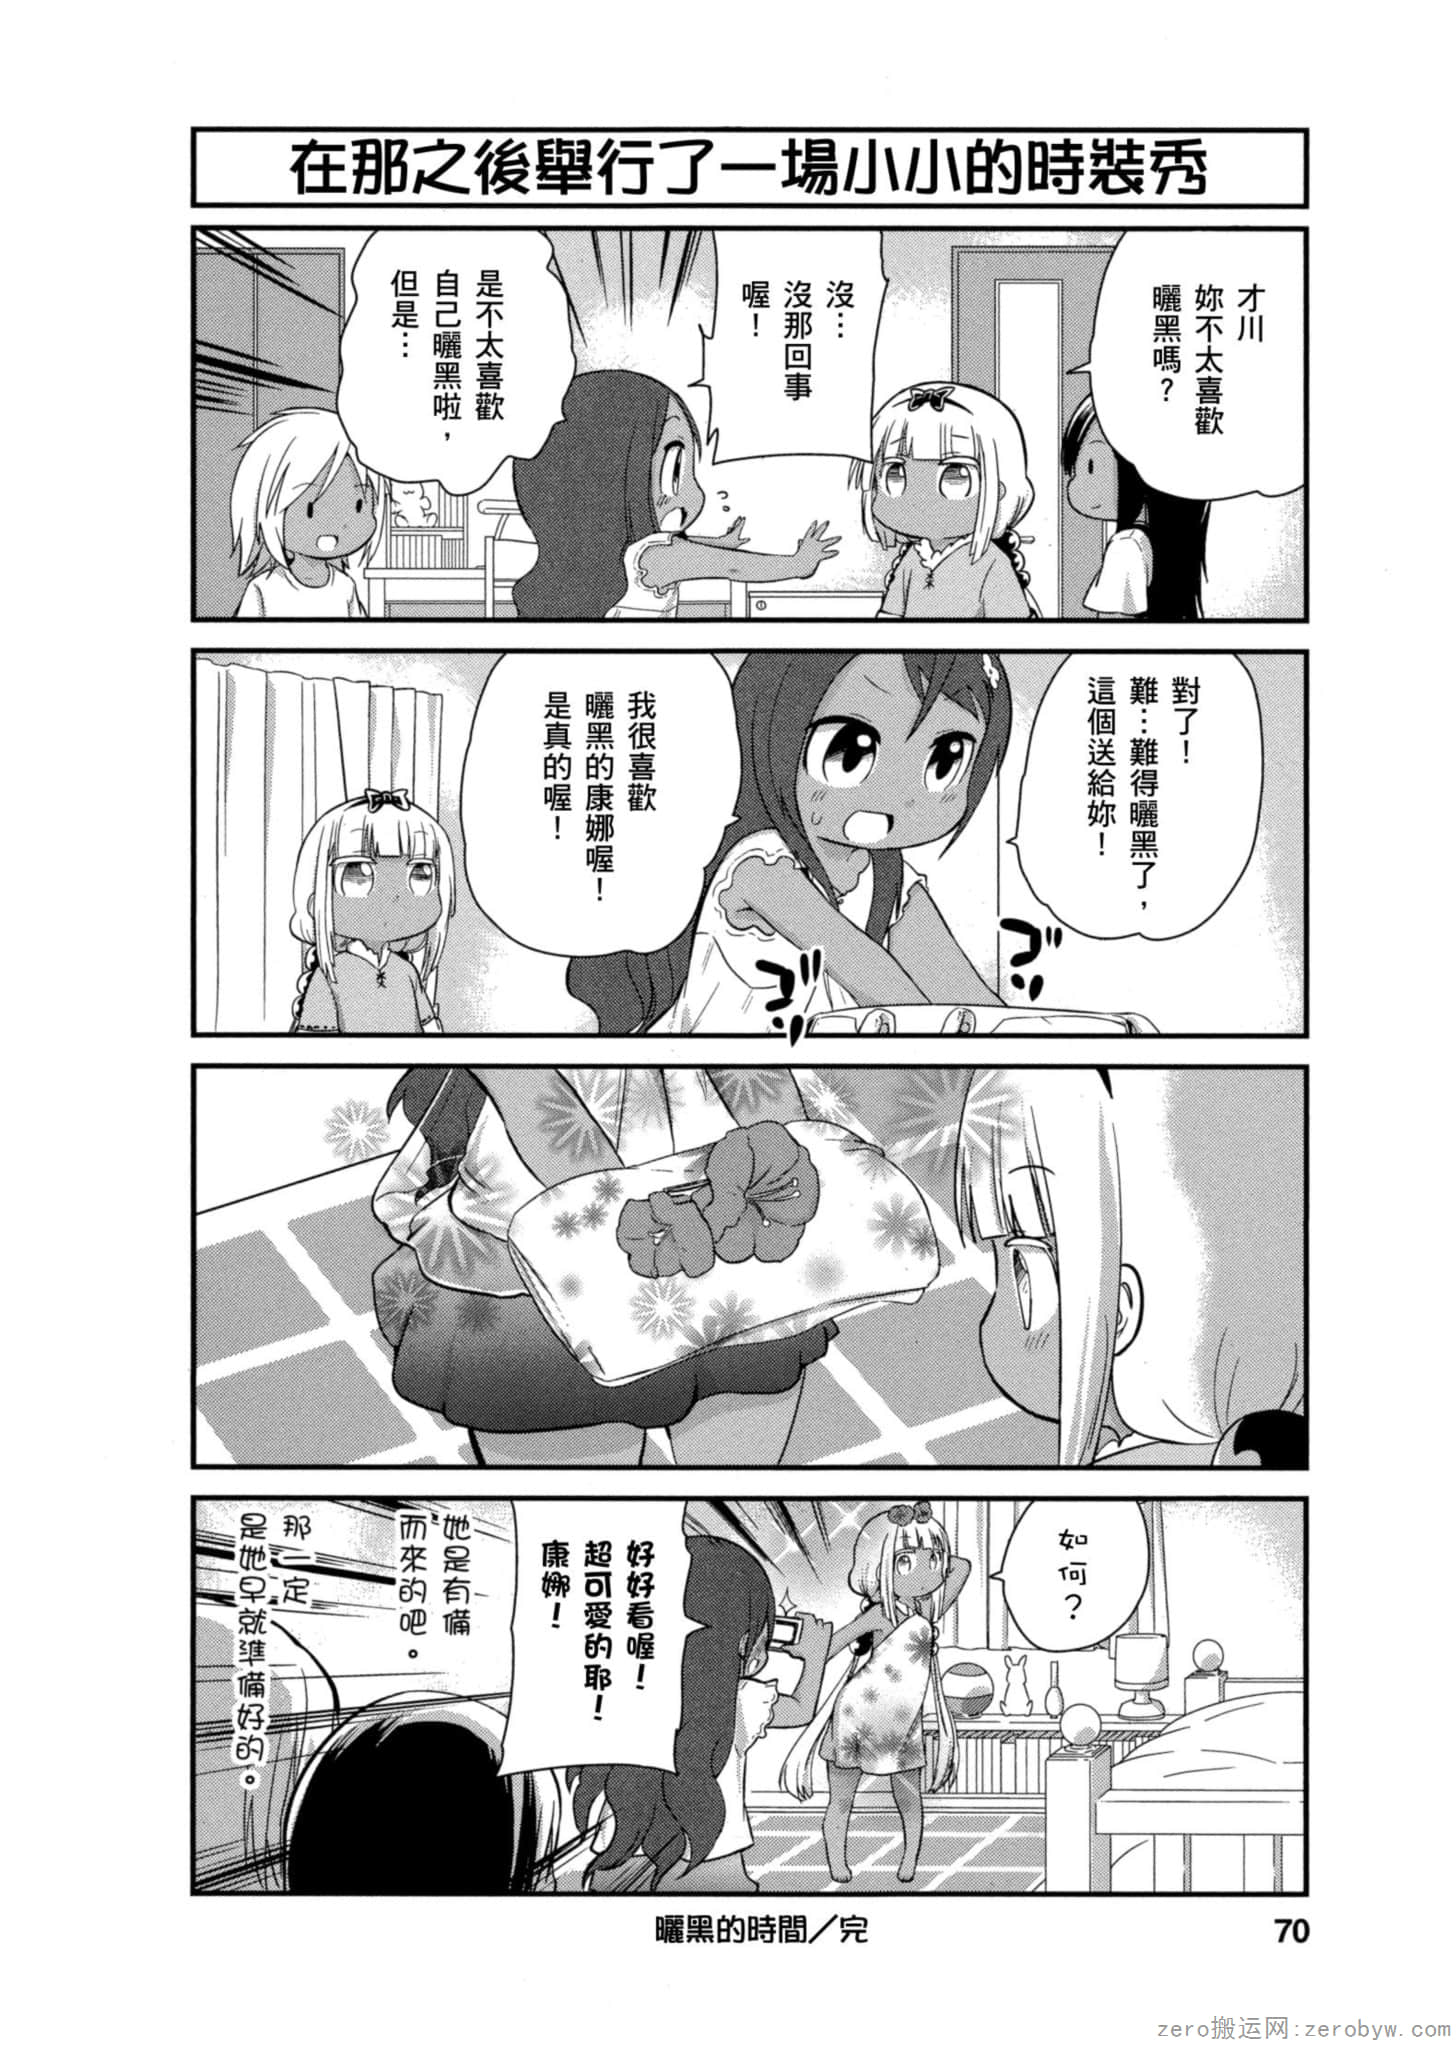 在那之後舉行了一場小小的時裝秀
才川
妳不太喜歡
曬黑嗎？
沒…
沒那回事
喔！
是不太喜歡
自己曬黑啦，
但是…
對了！
難…難得曬黑了，
這個送給妳！
ゴソ
ゴソ
我很喜歡
曬黑的康娜喔！
是真的喔！
如何？
好好看喔！
超可愛的耶！
康娜！
她是有備
而來的吧。
那一定
是她早就準備好的。
曬黑的時間／完
70
zero搬运网:zerobyw.com